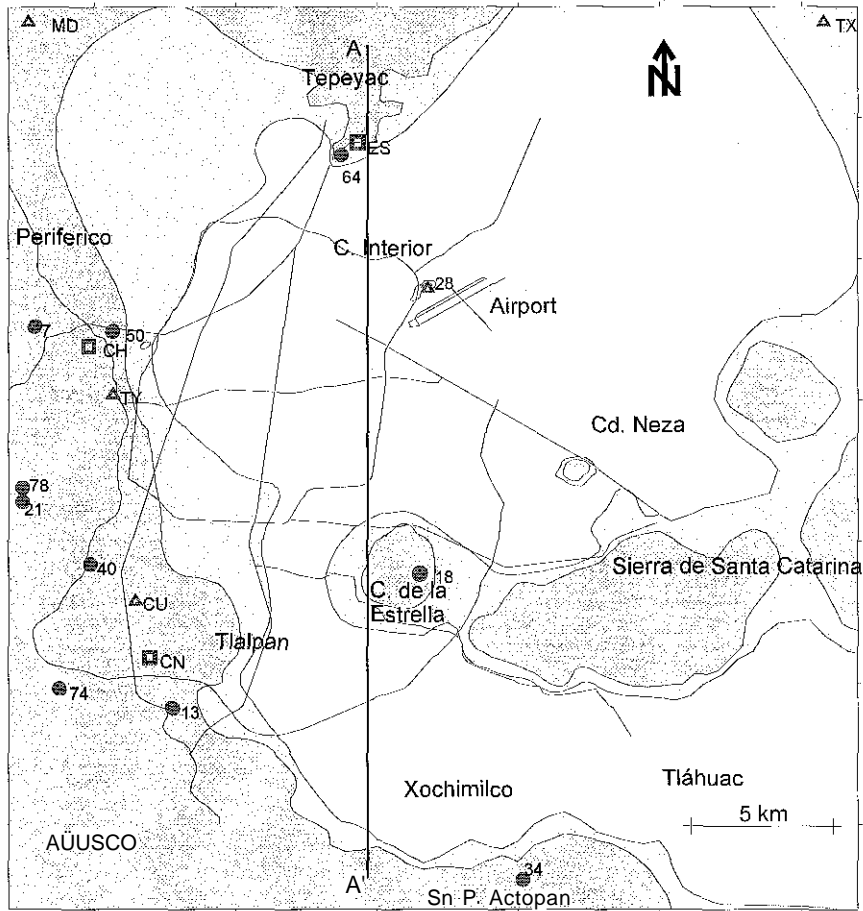 MD
TX
A
N
Tepeyac
ES
64
Periferico
C. Interior
28
Airport
7
50
CH
TY
Cd. Neza
78
21
40
18
Sierra de Santa Catarina
C. de la
Estrella
CU
Tlalpan
CN
74
13
Xochimilco
Tláhuac
5 km
AÜUSCO
34
A'
Sn P. Actopan